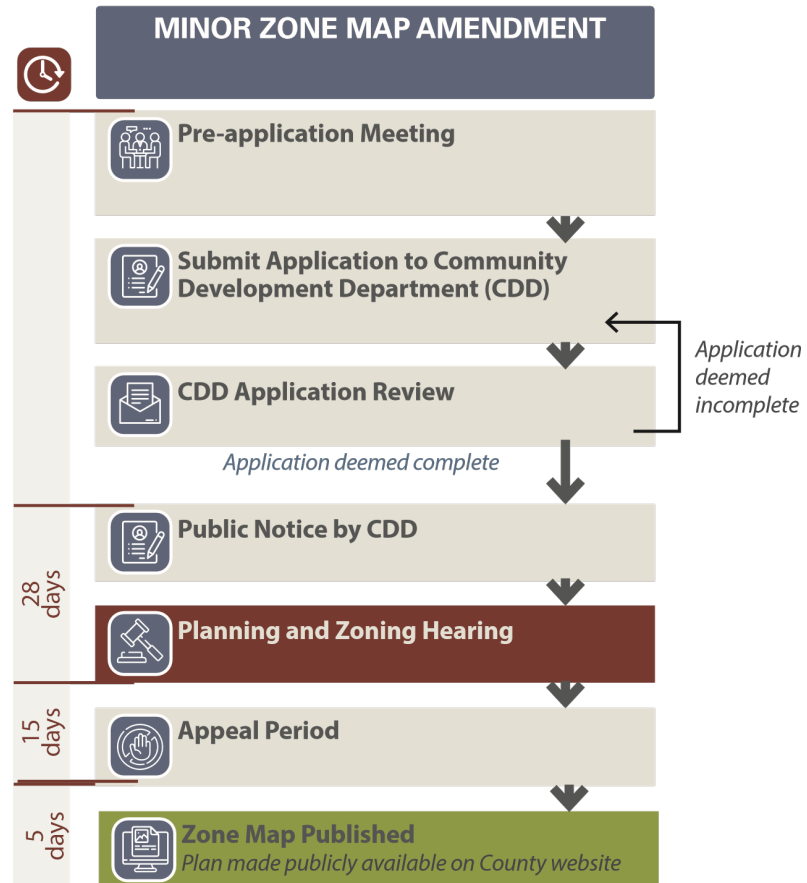 MINOR ZONE MAP AMENDMENT
Pre-application Meeting
Submit Application to Community
Development Department (CDD)
Application
deemed
incomplete
CDD Application Review
Application deemed complete
28
days
Public Notice by CDD
Planning and Zoning Hearing
15
days
Appeal Period
5
days
Zone Map Published
Plan made publicly available on County website